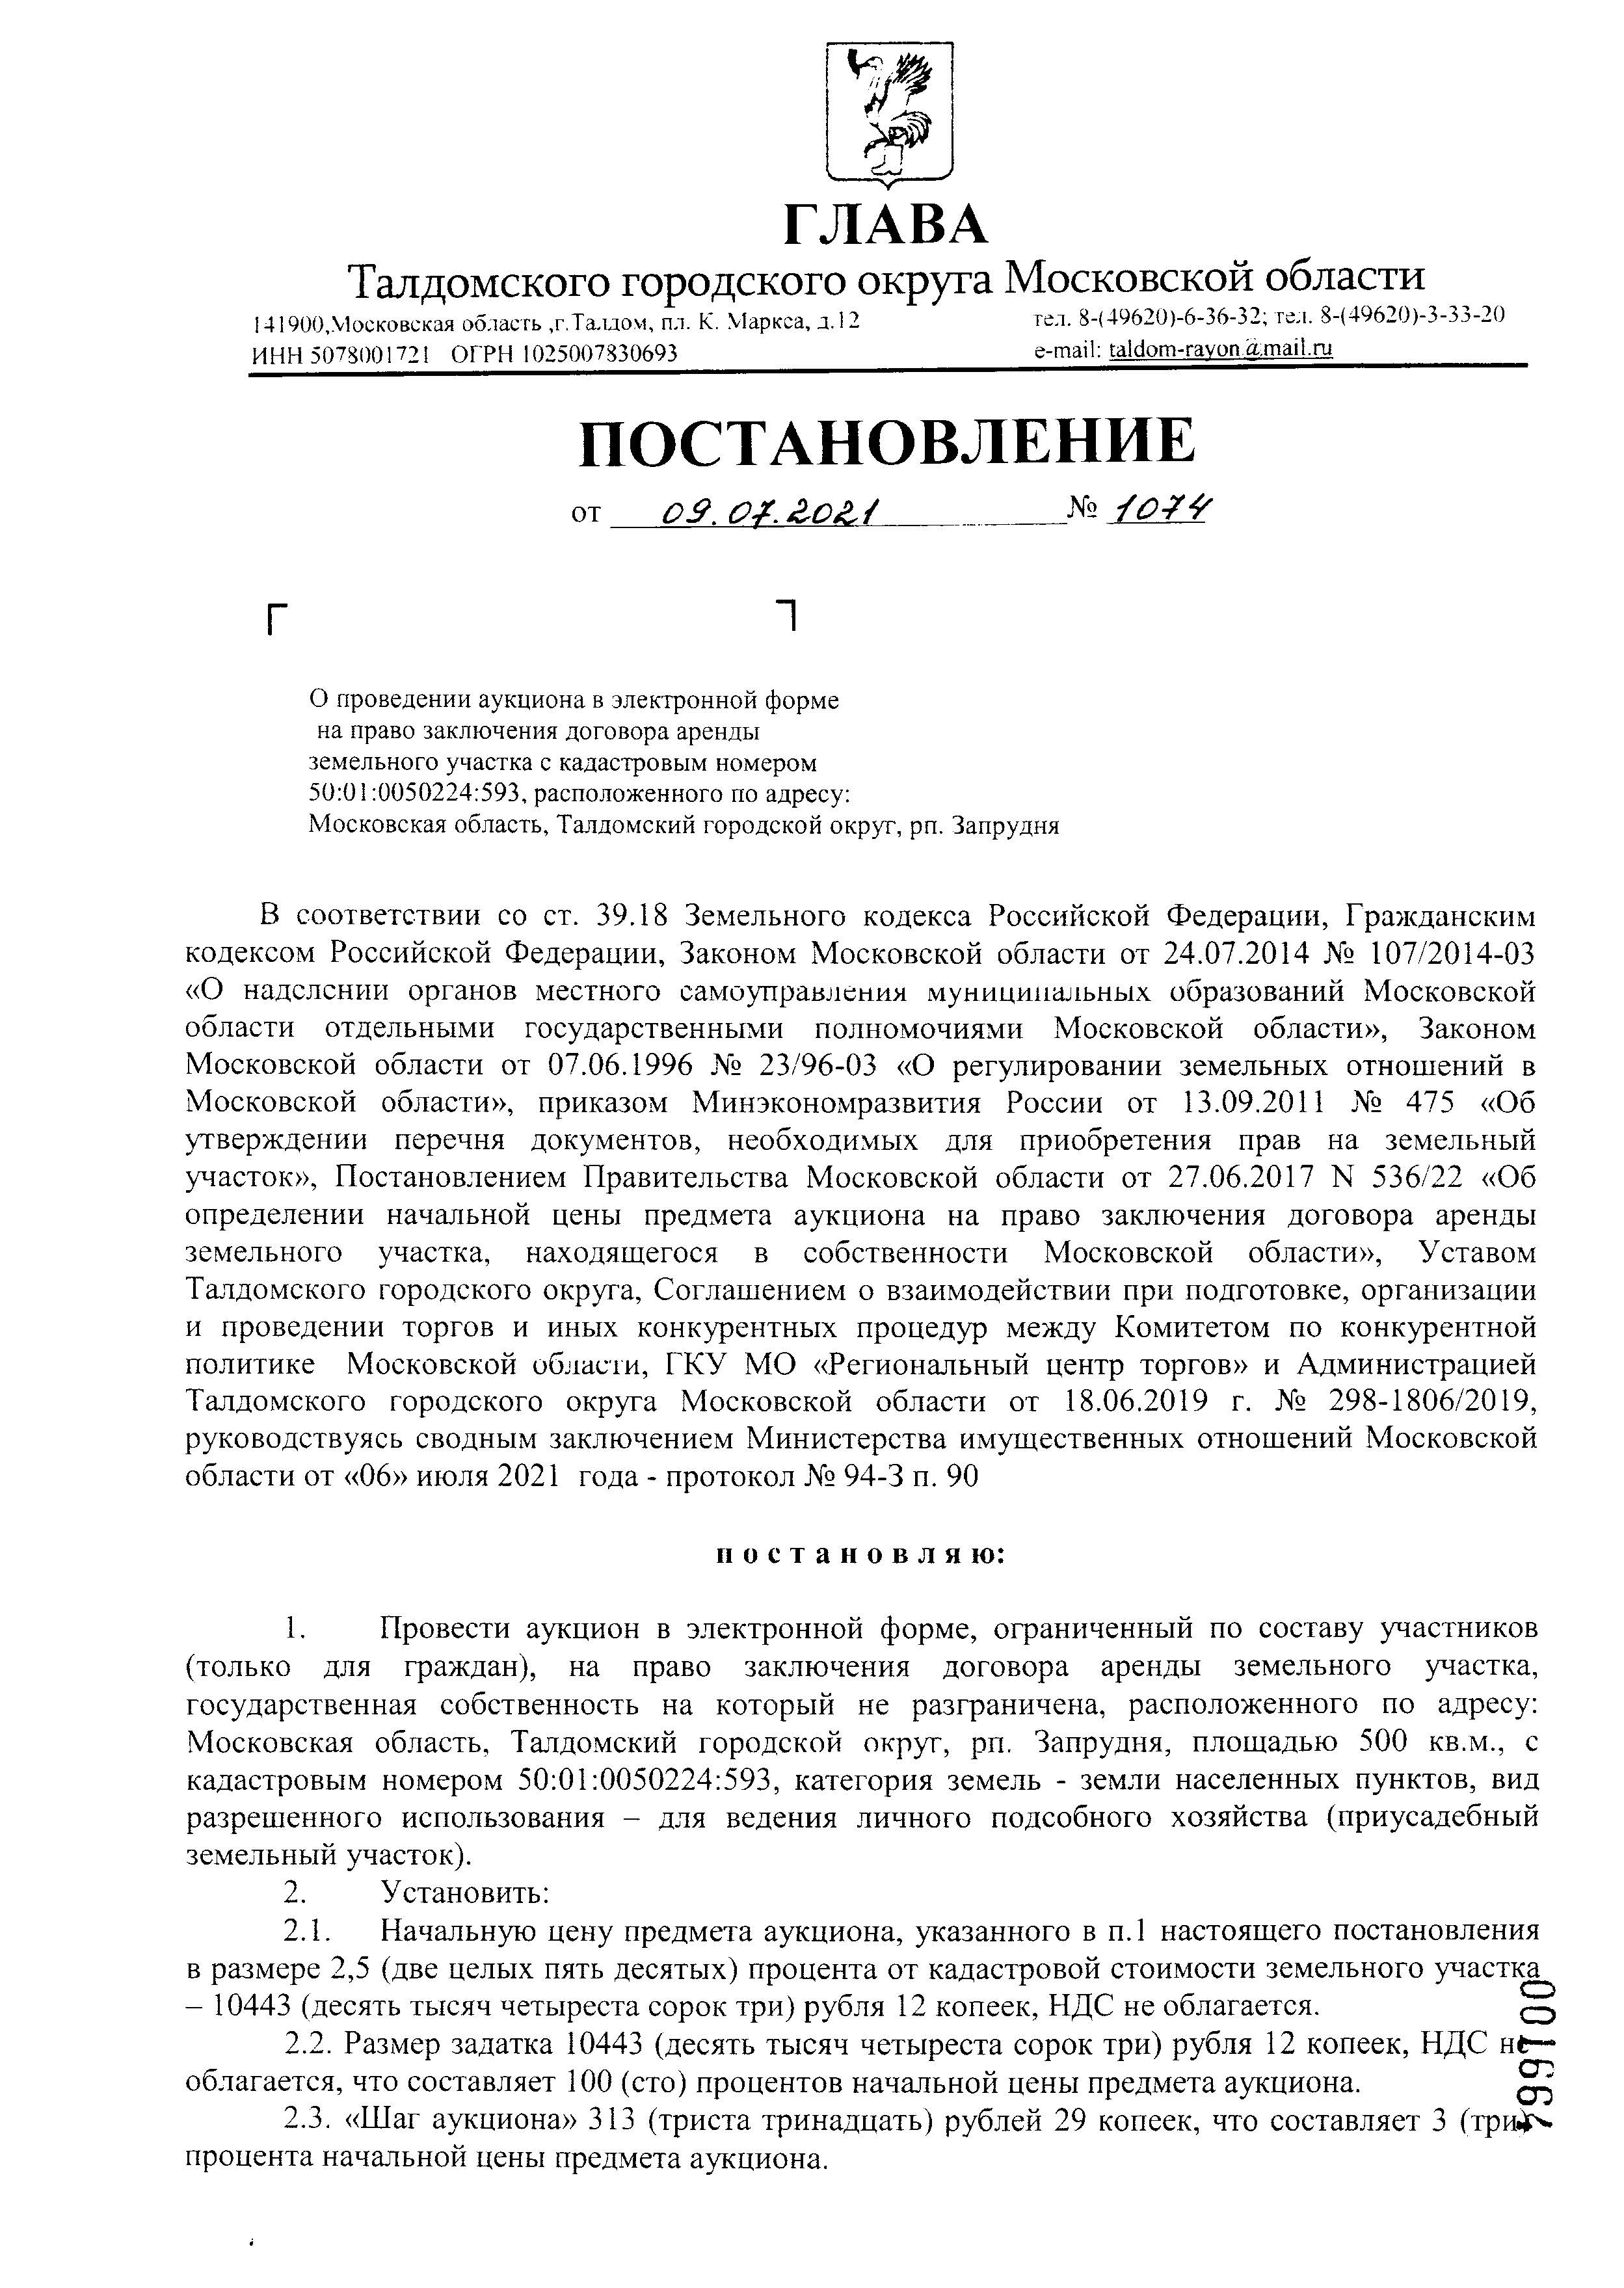 ГЛАВА
Талдомского городского округа Московской области
141900,Московская область ,г.Талдом, пл. К. Маркса, д.12 тел. 8-(49620)-6-36-32; тел. 8-(49620)-3-33-20
ИНН 5078001721 ОГРН 1025007830693 e-mail: taldom-rayon@mail.ru
ПОСТАНОВЛЕНИЕ
от 09.07.2021 № 1074
О проведении аукциона в электронной форме
на право заключения договора аренды
земельного участка с кадастровым номером
50:01:0050224:593, расположенного по адресу:
Московская область, Талдомский городской округ, рп. Запрудня
В соответствии со ст. 39.18 Земельного кодекса Российской Федерации, Гражданским
кодексом Российской Федерации, Законом Московской области от 24.07.2014 № 107/2014-ОЗ
«О наделении органов местного самоуправления муниципальных образований Московской
области отдельными государственными полномочиями Московской области», Законом
Московской области от 07.06.1996 № 23/96-ОЗ «О регулировании земельных отношений в
Московской области», приказом Минэкономразвития России от 13.09.2011 № 475 «Об
утверждении перечня документов, необходимых для приобретения прав на земельный
участок», Постановлением Правительства Московской области от 27.06.2017 N 536/22 «Об
определении начальной цены предмета аукциона на право заключения договора аренды
земельного участка, находящегося в собственности Московской области», Уставом
Талдомского городского округа, Соглашением о взаимодействии при подготовке, организации
и проведении торгов и иных конкурентных процедур между Комитетом по конкурентной
политике Московской области, ГКУ МО «Региональный центр торгов» и Администрацией
Талдомского городского округа Московской области от 18.06.2019 г. № 298-1806/2019,
руководствуясь сводным заключением Министерства имущественных отношений Московской
области от «06» июля 2021 года - протокол № 94-З п. 90
п о с т а н о в л я ю:
1. Провести аукцион в электронной форме, ограниченный по составу участников
(только для граждан), на право заключения договора аренды земельного участка,
государственная собственность на который не разграничена, расположенного по адресу:
Московская область, Талдомский городской округ, рп. Запрудня, площадью 500 кв.м., с
кадастровым номером 50:01:0050224:593, категория земель - земли населенных пунктов, вид
разрешенного использования – для ведения личного подсобного хозяйства (приусадебный
земельный участок).
2. Установить:
2.1. Начальную цену предмета аукциона, указанного в п.1 настоящего постановления
в размере 2,5 (две целых пять десятых) процента от кадастровой стоимости земельного участка
– 10443 (десять тысяч четыреста сорок три) рубля 12 копеек, НДС не облагается.
2.2. Размер задатка 10443 (десять тысяч четыреста сорок три) рубля 12 копеек, НДС не
облагается, что составляет 100 (сто) процентов начальной цены предмета аукциона.
2.3. «Шаг аукциона» 313 (триста тринадцать) рублей 29 копеек, что составляет 3 (три)
процента начальной цены предмета аукциона.
001667